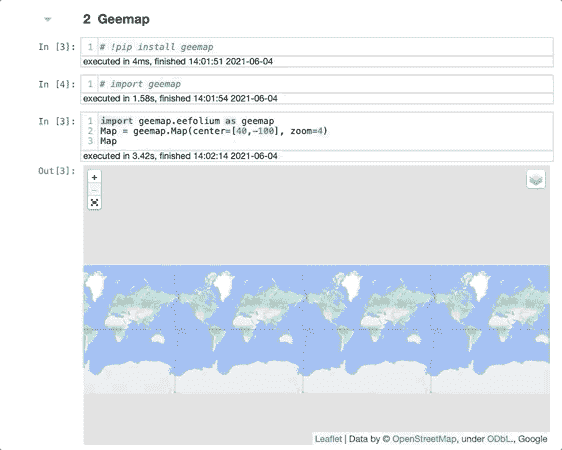 2 Geemap
In [3]:
1 # !pip install geemap
executed in 4ms, finished 14:01:51 2021-06-04
In [4]:
1 # import geemap
executed in 1.58s, finished 14:01:54 2021-06-04
In [3]:
1 import geemap.eefolium as geemap
2 Map = geemap.Map(center=[40,-100], zoom=4)
3 Map
executed in 3.42s, finished 14:02:14 2021-06-04
Out[3]:
+
−
Leaflet | Data by © OpenStreetMap, under ODbL., Google